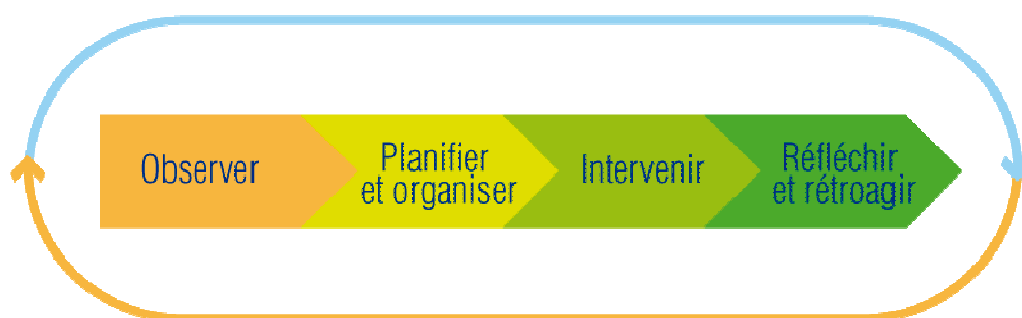 Observer
Planifier
et organiser
Intervenir
Réfléchir
et rétroagir